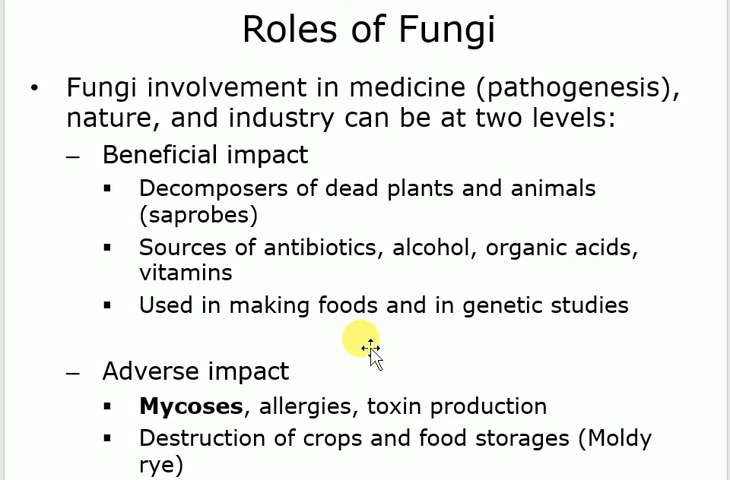 Roles of Fungi
• Fungi involvement in medicine (pathogenesis),
nature, and industry can be at two levels:
– Beneficial impact
▪ Decomposers of dead plants and animals
(saprobes)
▪ Sources of antibiotics, alcohol, organic acids,
vitamins
▪ Used in making foods and in genetic studies
– Adverse impact
▪ Mycoses, allergies, toxin production
▪ Destruction of crops and food storages (Moldy
rye)